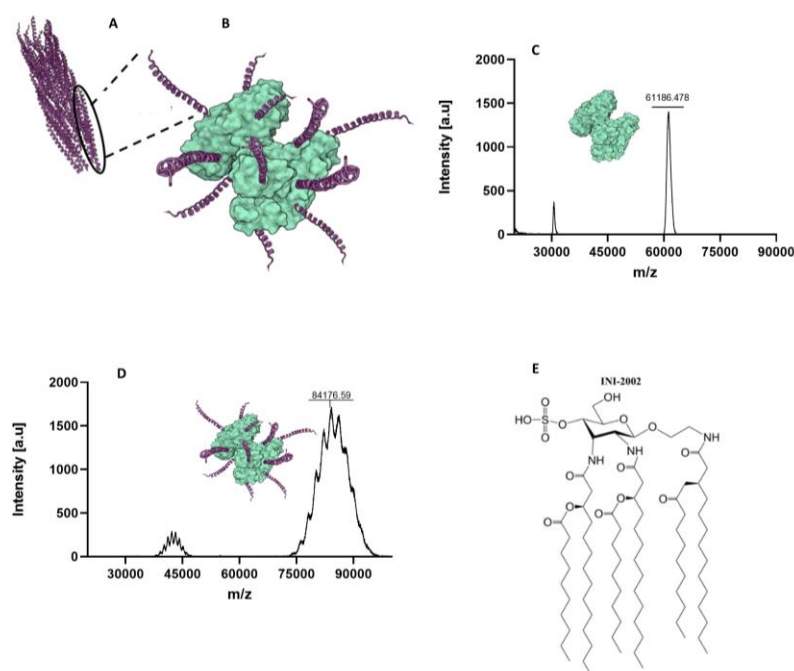 A
B
C
Intensity [a.u]
2000
1500
1000
500
0
61186.478
30000 45000 60000 75000 90000
m/z
D
Intensity [a.u]
2000
1500
1000
500
0
84176.59
30000 45000 60000 75000 90000
m/z
E
INI-2002
OH
O
HO S O O O NH
O
NH NH O
O O O
O O
O O